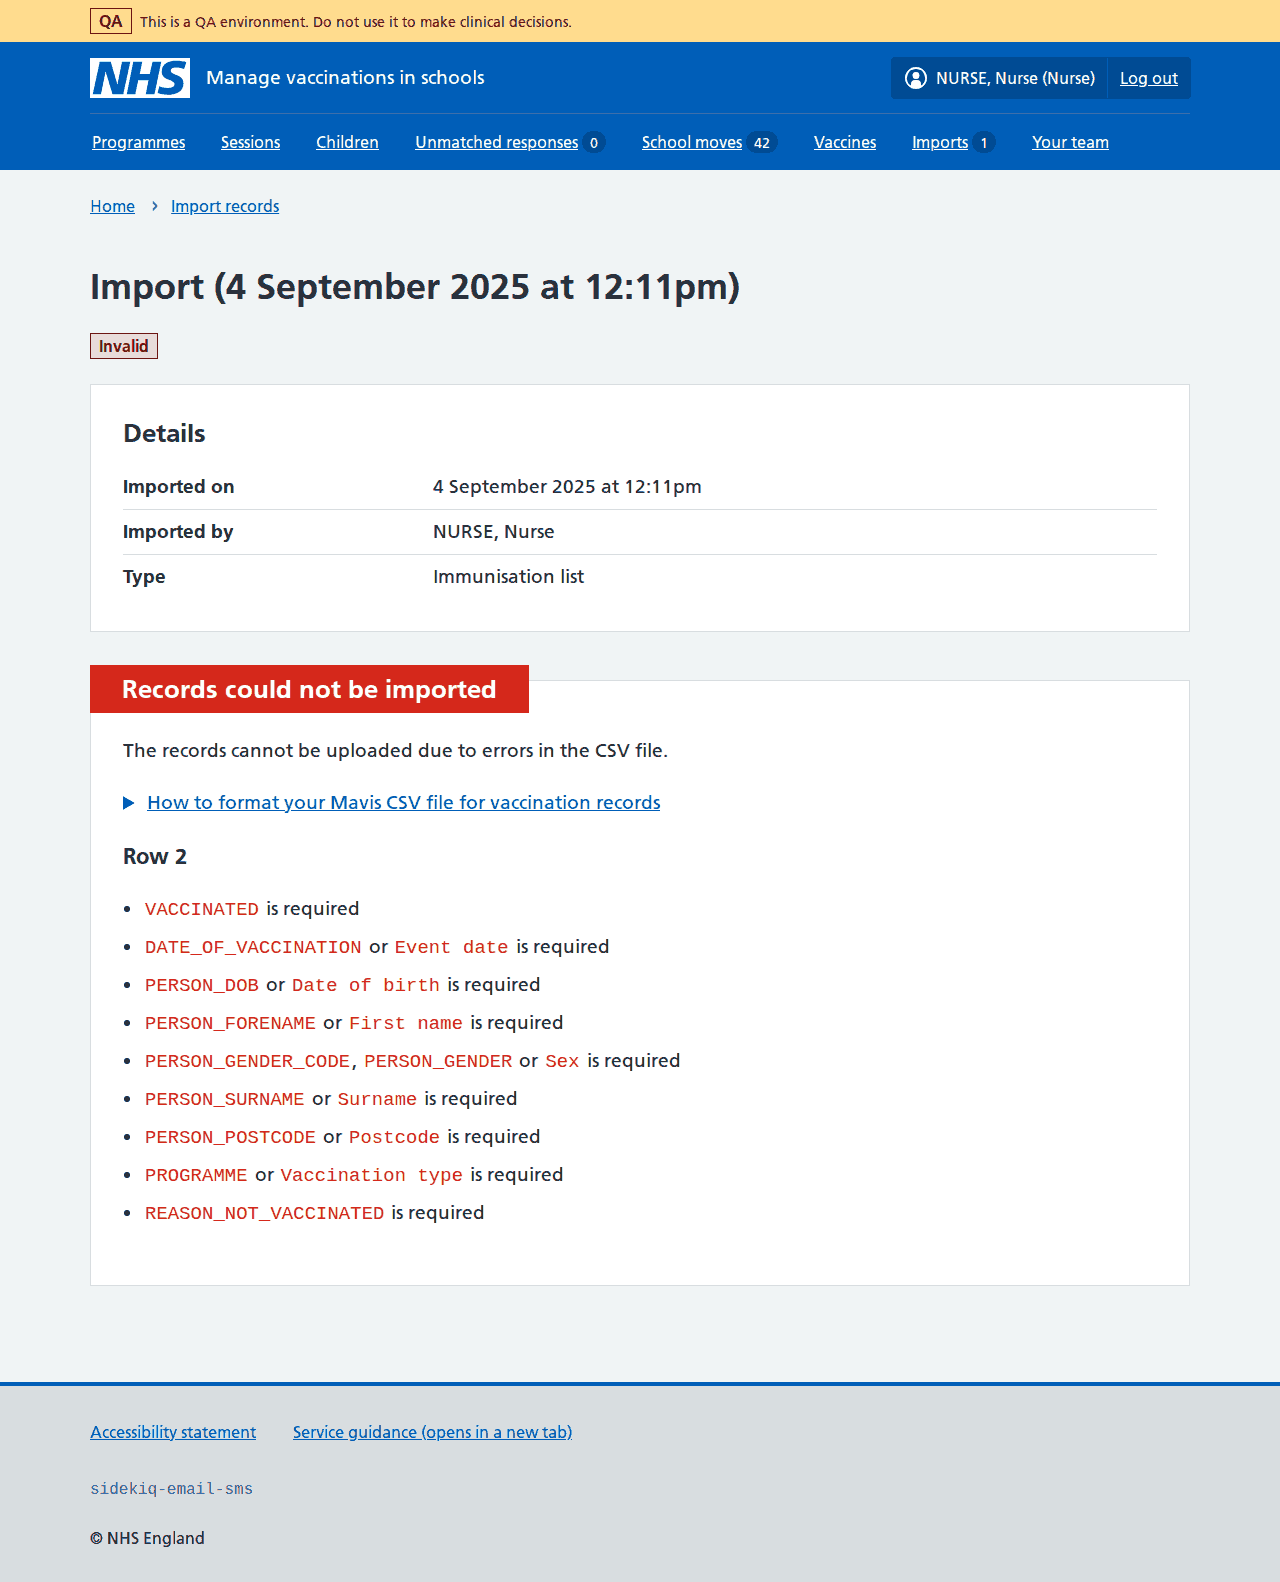 QA This is a QA environment. Do not use it to make clinical decisions.
NHS Manage vaccinations in schools NURSE, Nurse (Nurse) Log out
Programmes Sessions Children Unmatched responses 0 School moves 42 Vaccines Imports 1 Your team
Home › Import records
Import (4 September 2025 at 12:11pm)
Invalid
Details
Imported on 4 September 2025 at 12:11pm
Imported by NURSE, Nurse
Type Immunisation list
Records could not be imported
The records cannot be uploaded due to errors in the CSV file.
How to format your Mavis CSV file for vaccination records
Row 2
• VACCINATED is required
• DATE_OF_VACCINATION or Event date is required
• PERSON_DOB or Date of birth is required
• PERSON_FORENAME or First name is required
• PERSON_GENDER_CODE, PERSON_GENDER or Sex is required
• PERSON_SURNAME or Surname is required
• PERSON_POSTCODE or Postcode is required
• PROGRAMME or Vaccination type is required
• REASON_NOT_VACCINATED is required
Accessibility statement Service guidance (opens in a new tab)
sidekiq-email-sms
© NHS England